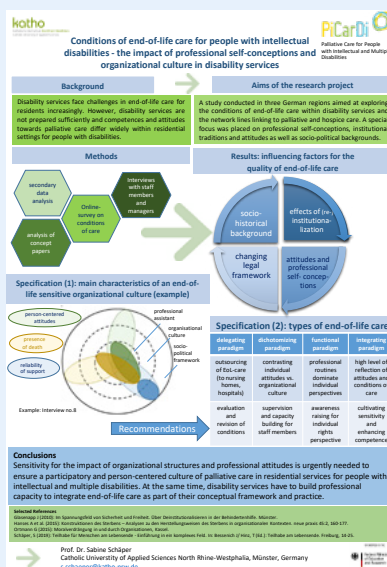 katho
PiCarDi
Palliative Care for People
with Intellectual and Multiple
Disabilities
Conditions of end-of-life care for people with intellectual
disabilities - the impact of professional self-conceptions and
organizational culture in disability services
Background
Disability services face challenges in end-of-life care for
residents increasingly. However, disability services are
not prepared sufficiently and competences and attitudes
towards palliative care differ widely within residential
settings for people with disabilities.
Aims of the research project
A study conducted in three German regions aimed at exploring
the conditions of end-of-life care within disability services and
the network lines linking to palliative and hospice care. A special
focus was placed on professional self-conceptions, institutional
traditions and attitudes as well as socio-political backgrounds.
Methods
secondary
data
analysis
Online-
survey on
conditions
of care
Interviews
with staff
members
and
managers
analysis of
concept
papers
Results: influencing factors for the
quality of end-of-life care
socio-
historical
background
effects of (re-)
institutiona-
lization
changing
legal
framework
attitudes and
professional
self- concep-
tions
Specification (1): main characteristics of an end-of-
life sensitive organizational culture (example)
person-centered
attitudes
presence
of death
reliability
of support
professional
assistant
organisational
culture
socio-
political
framework
Example: Interview no.8
Recommendations
Specification (2): types of end-of-life care
delegating
paradigm
dichotomizing
paradigm
functional
paradigm
integrating
paradigm
outsourcing
of EoL-care
(to nursing
homes,
hospitals)
contrasting
individual
attitudes vs.
organizational
culture
professional
routines
dominate
individual
perspectives
high level of
reflection of
attitudes and
conditions of
care
evaluation
and
revision of
conditions
supervision
and capacity
building for
staff members
awareness
raising for
individual
rights
perspective
cultivating
sensitivity
and
enhancing
competence
Conclusions
Sensitivity for the impact of organizational structures and professional attitudes is urgently needed to
ensure a participatory and person-centered culture of palliative care in residential services for people with
intellectual and multiple disabilities. At the same time, disability services have to build professional
capacity to integrate end-of-life care as part of their conceptual framework and practice.
Selected References
Prof. Dr. Sabine Schäper
Catholic University of Applied Sciences North Rhine-Westphalia, Münster, Germany
s.schaeper@katho-nrw.de